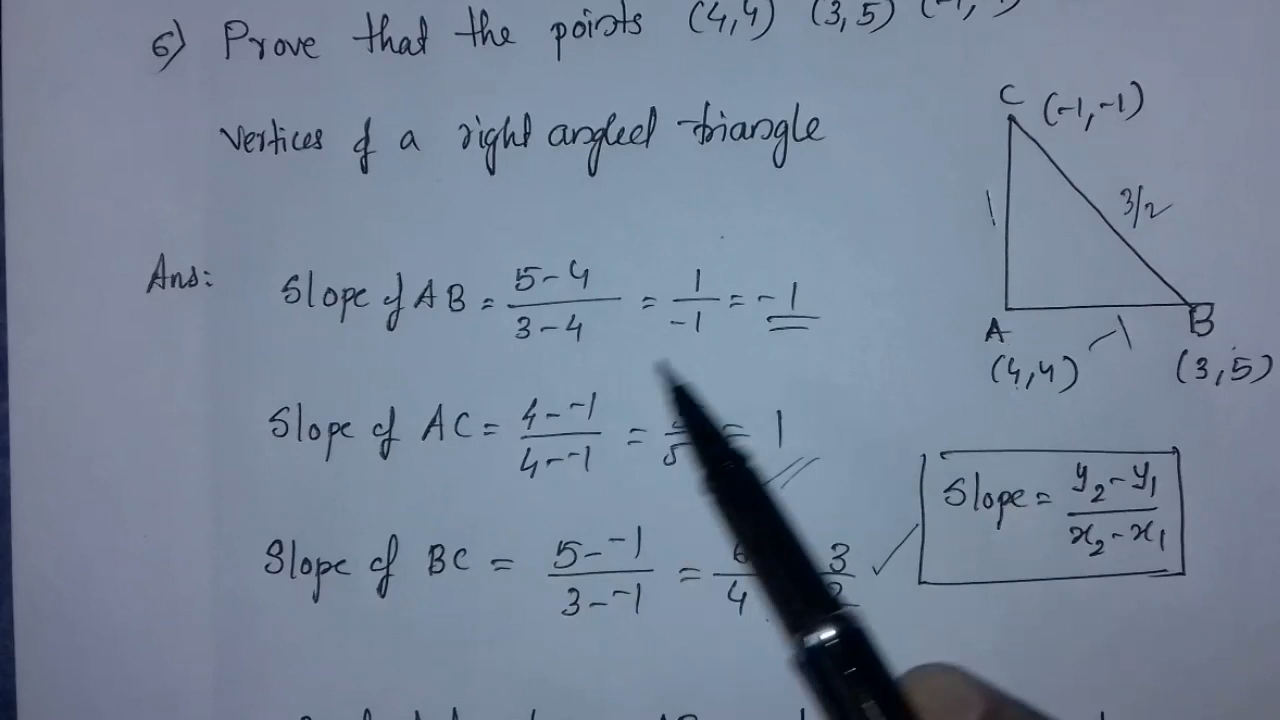 6) Prove that the points (4,4) (3,5)
vertices of a right angled triangle
C (-1,-1)
1
3/2
A
B
(4,4)
-1
(3,5)
Ans: Slope of AB = 5-4 / 3-4 = 1 / -1 = -1
Slope of AC = 4--1 / 4--1 = 5 = 1
Slope of BC = 5--1 / 3--1 = 6 / 4 3 / 2
Slope = y₂-y₁ / x₂-x₁